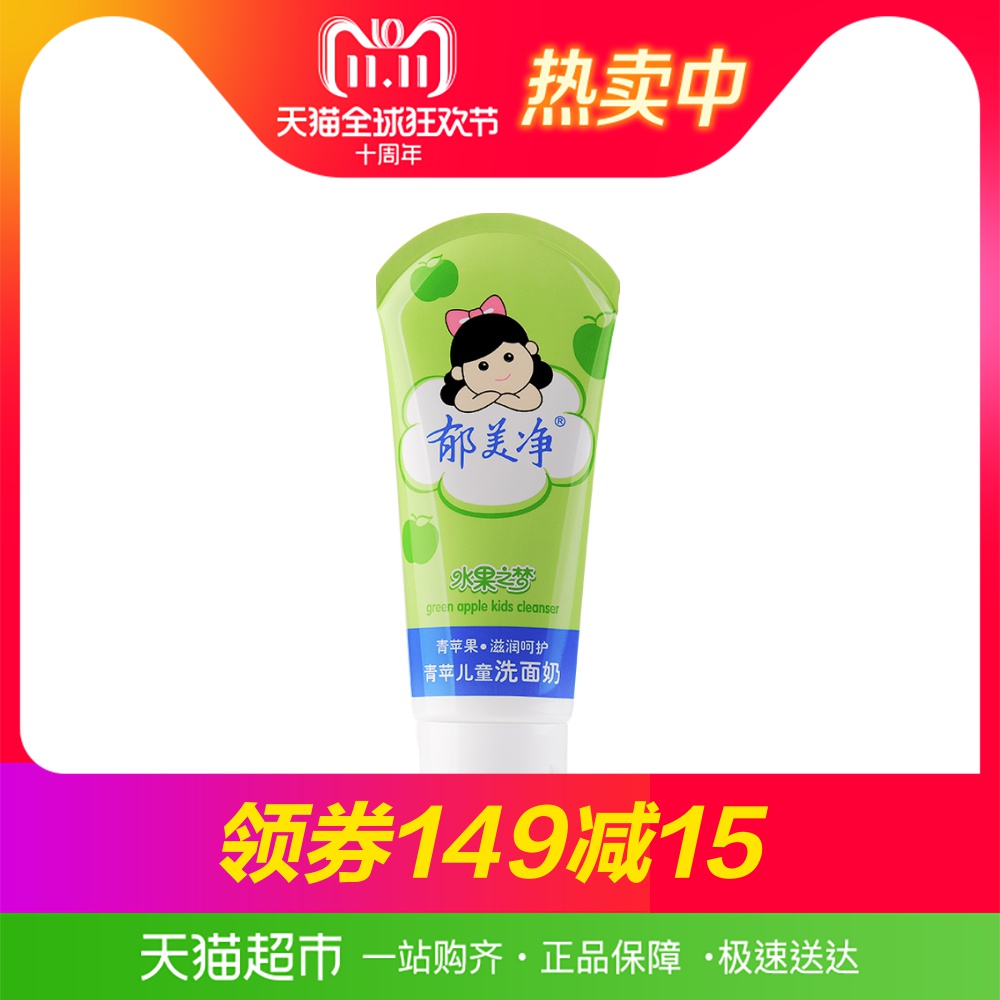 10
11.11
天猫全球狂欢节
十周年
热卖中
郁美净®
水果之梦
green apple kids cleanser
青苹果•滋润呵护
青苹儿童洗面奶
领券149减15
天猫超市 一站购齐·正品保障 ·极速送达